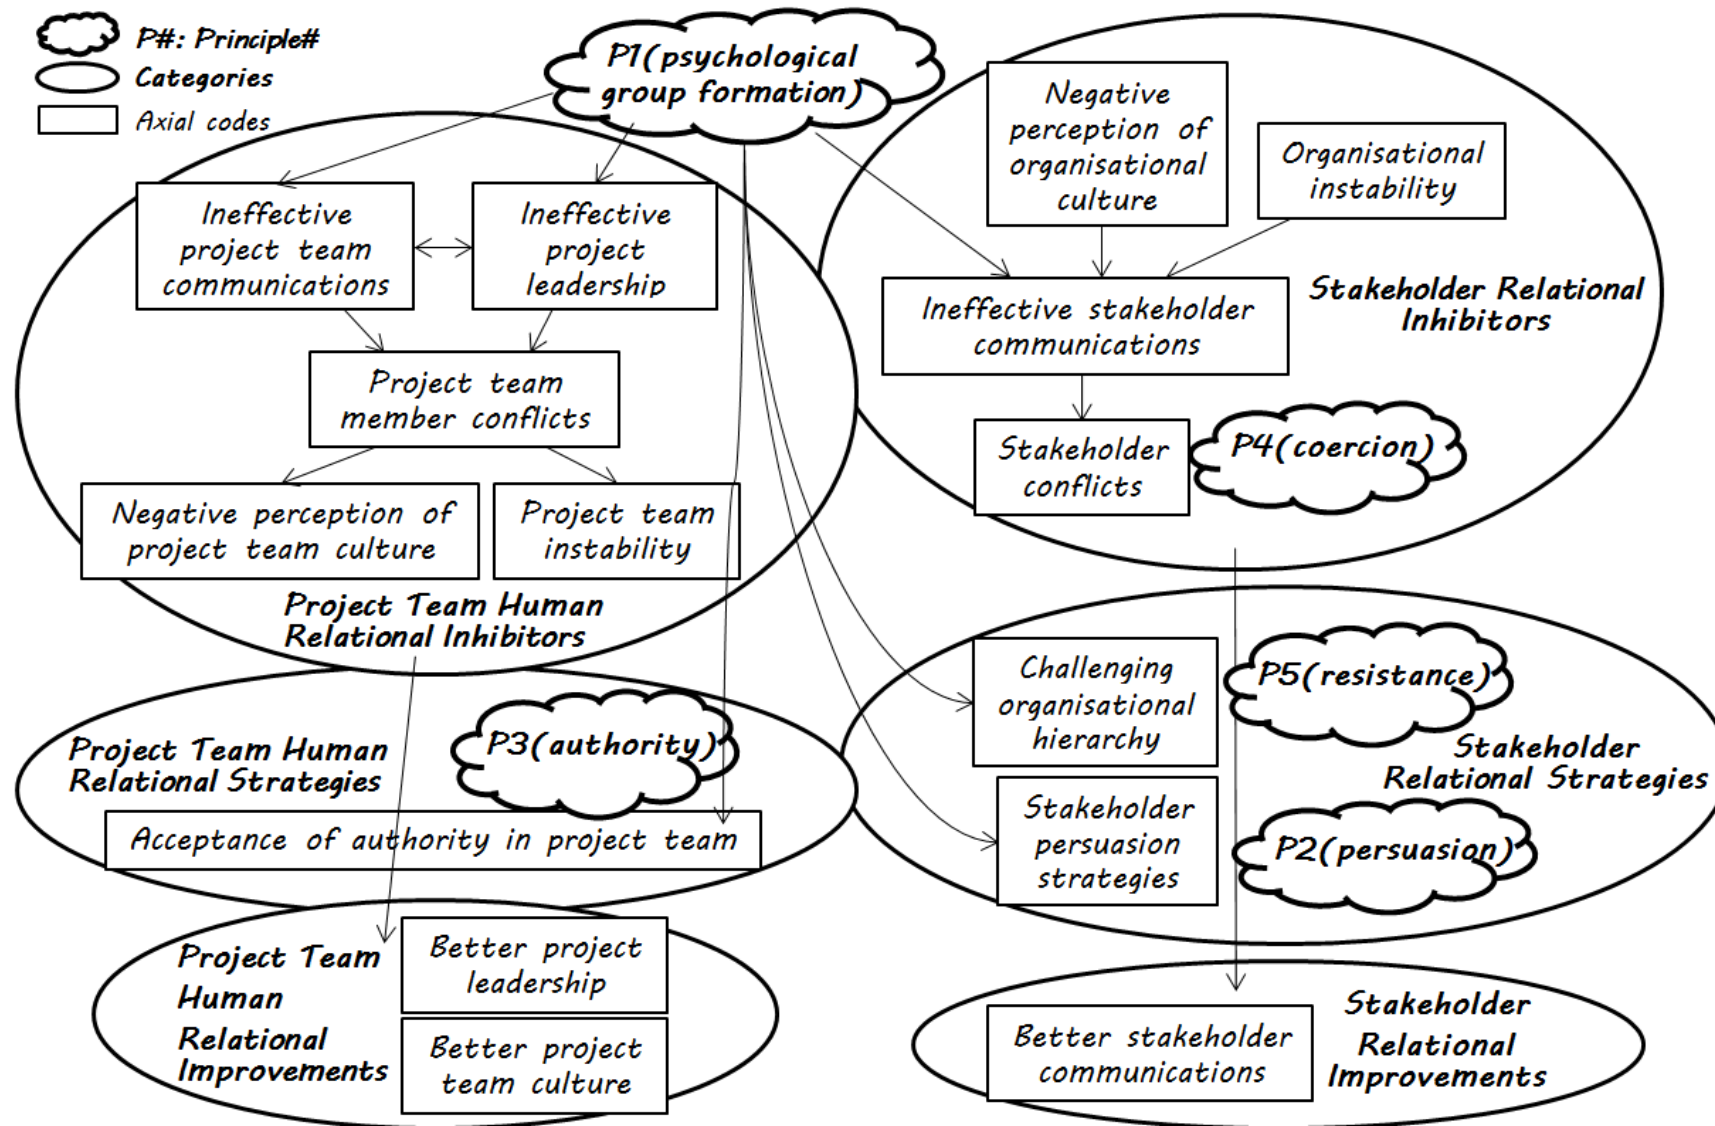 P#: Principle#
Categories
Axial codes
P1(psychological
group formation)
Ineffective
project team
communications
Ineffective
project
leadership
Project team
member conflicts
Negative perception of
project team culture
Project team
instability
Project Team Human
Relational Inhibitors
Negative
perception of
organisational
culture
Organisational
instability
Ineffective stakeholder
communications
Stakeholder Relational
Inhibitors
Stakeholder
conflicts
P4(coercion)
Project Team Human
Relational Strategies
P3(authority)
Acceptance of authority in project team
Challenging
organisational
hierarchy
P5(resistance)
Stakeholder
Relational Strategies
Stakeholder
persuasion
strategies
P2(persuasion)
Project Team
Human
Relational
Improvements
Better project
leadership
Better project
team culture
Better stakeholder
communications
Stakeholder
Relational
Improvements